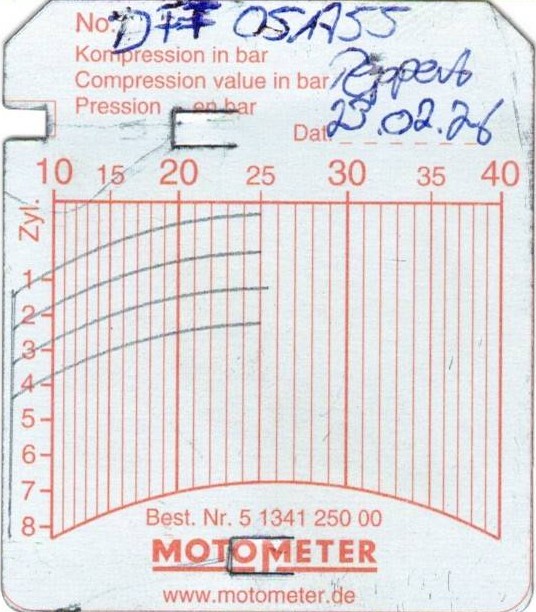 No: DFF 051A55
Kompression in bar
Compression value in bar
Pression en bar
Dat. 23.02.26
10 15 20 25 30 35 40
Zyl.
1
2
3
4
5
6
7
8
Best. Nr. 5 1341 250 00
MOTOMETER
www.motometer.de